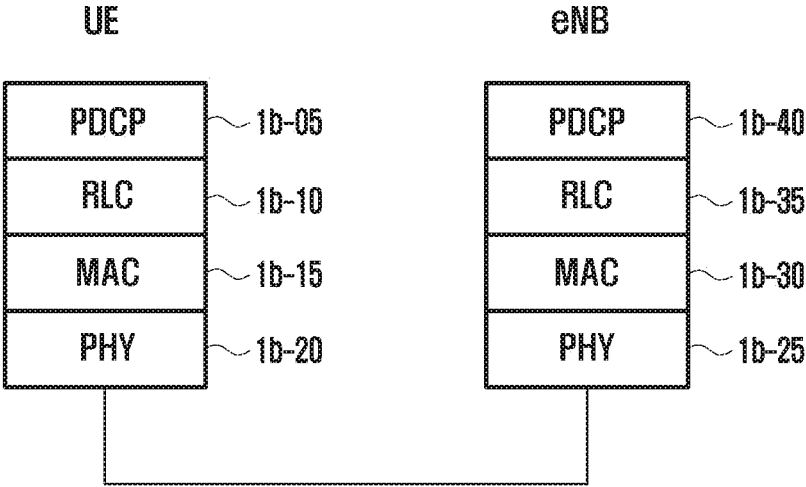 UE eNB
PDCP 1b-05 PDCP 1b-40
RLC 1b-10 RLC 1b-35
MAC 1b-15 MAC 1b-30
PHY 1b-20 PHY 1b-25